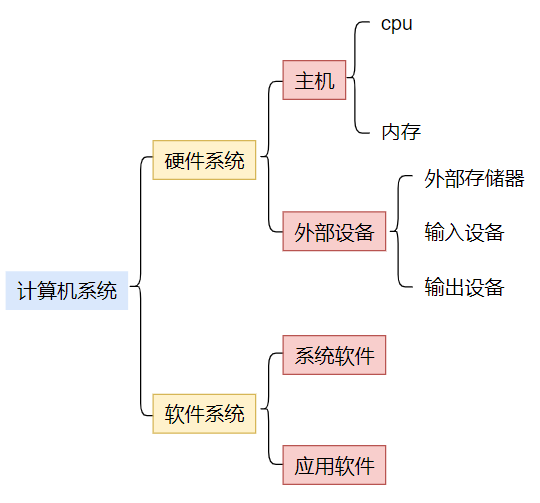 cpu
主机
内存
硬件系统
外部存储器
外部设备
输入设备
输出设备
计算机系统
系统软件
软件系统
应用软件